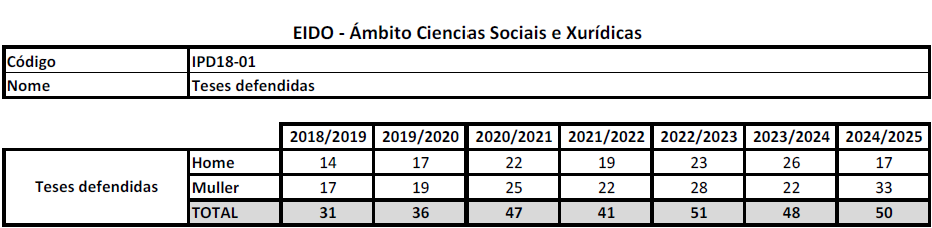 EIDO - Ámbito Ciencias Sociais e Xurídicas
Código IPD18-01
Nome Teses defendidas
2018/2019 2019/2020 2020/2021 2021/2022 2022/2023 2023/2024 2024/2025
Home 14 17 22 19 23 26 17
Teses defendidas Muller 17 19 25 22 28 22 33
TOTAL 31 36 47 41 51 48 50